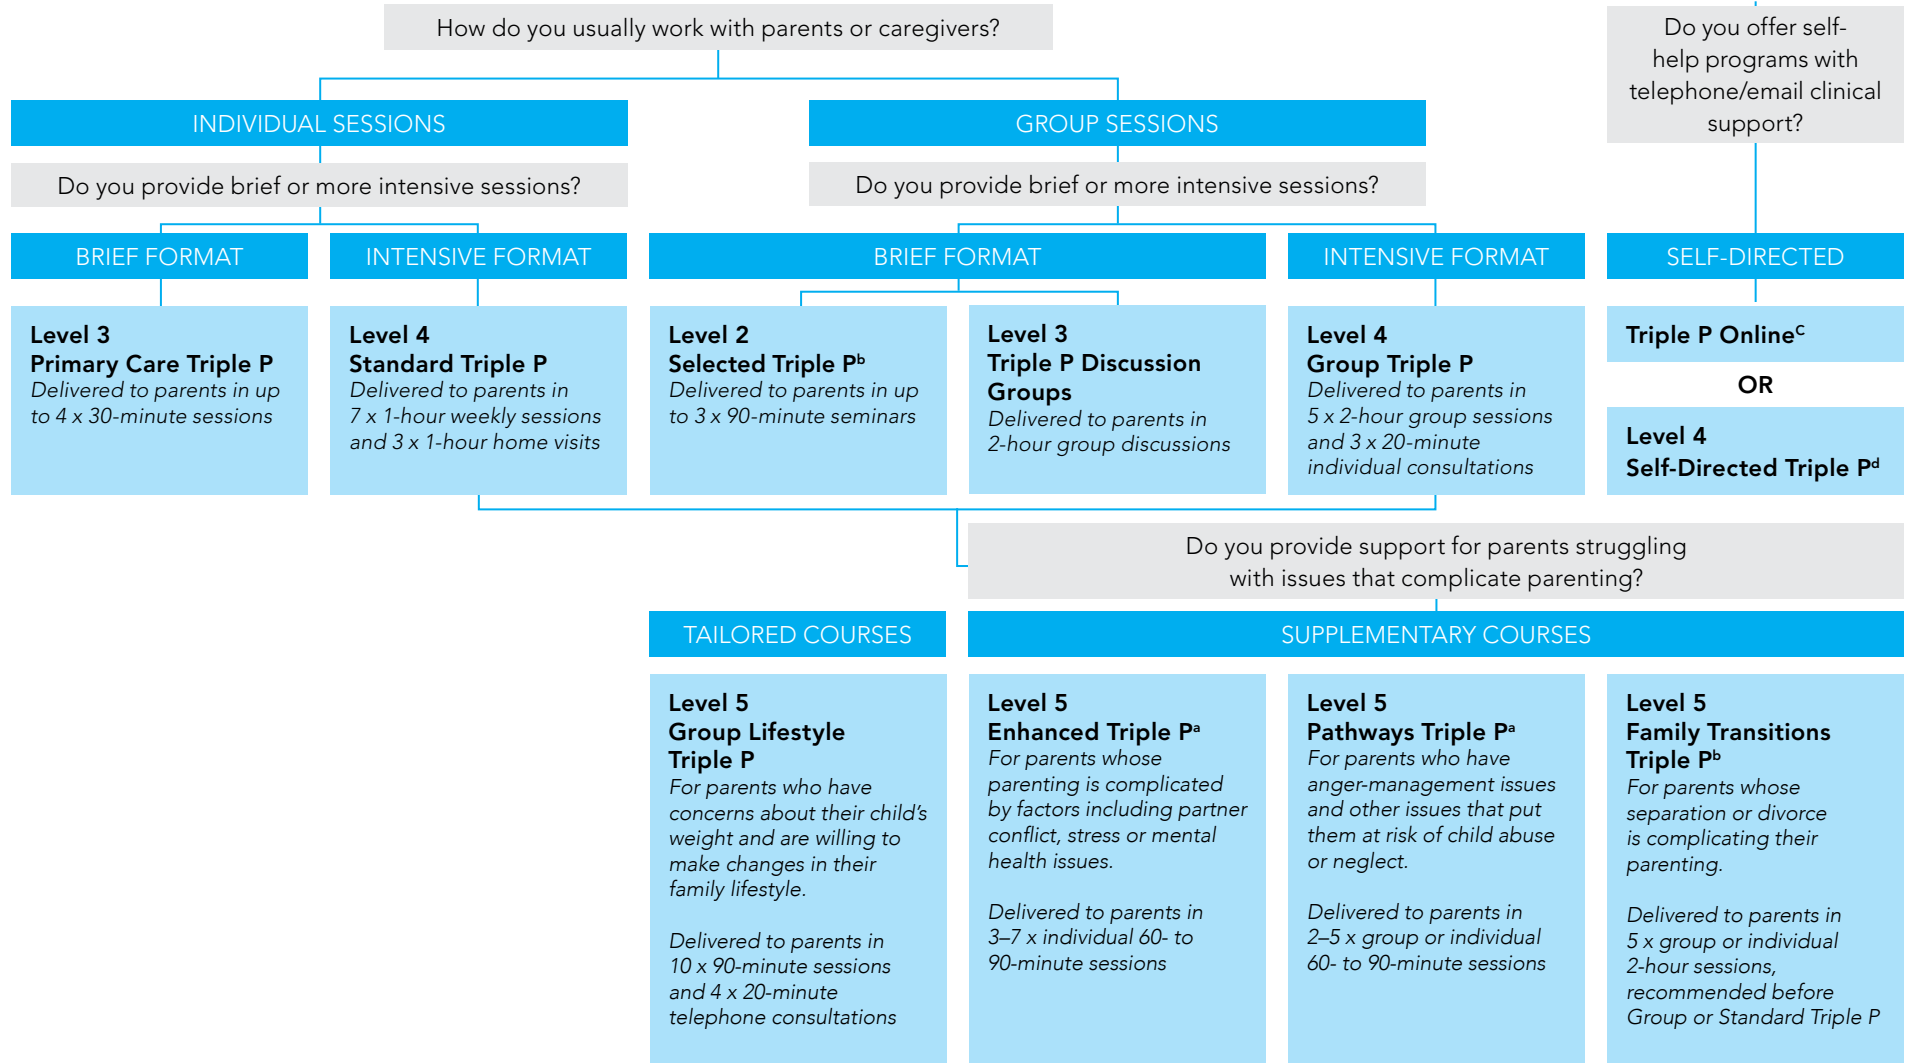 How do you usually work with parents or caregivers?
Do you offer self-
help programs with
telephone/email clinical
support?
INDIVIDUAL SESSIONS
GROUP SESSIONS
Do you provide brief or more intensive sessions?
Do you provide brief or more intensive sessions?
BRIEF FORMAT
INTENSIVE FORMAT
BRIEF FORMAT
INTENSIVE FORMAT
SELF-DIRECTED
Level 3
Primary Care Triple P
Delivered to parents in up
to 4 x 30-minute sessions
Level 4
Standard Triple P
Delivered to parents in
7 x 1-hour weekly sessions
and 3 x 1-hour home visits
Level 2
Selected Triple Pᵇ
Delivered to parents in up
to 3 x 90-minute seminars
Level 3
Triple P Discussion
Groups
Delivered to parents in
2-hour group discussions
Level 4
Group Triple P
Delivered to parents in
5 x 2-hour group sessions
and 3 x 20-minute
individual consultations
Triple P Onlineᶜ
OR
Level 4
Self-Directed Triple Pᵈ
Do you provide support for parents struggling
with issues that complicate parenting?
TAILORED COURSES
SUPPLEMENTARY COURSES
Level 5
Group Lifestyle
Triple P
For parents who have
concerns about their child’s
weight and are willing to
make changes in their
family lifestyle.
Delivered to parents in
10 x 90-minute sessions
and 4 x 20-minute
telephone consultations
Level 5
Enhanced Triple Pᵃ
For parents whose
parenting is complicated
by factors including partner
conflict, stress or mental
health issues.
Delivered to parents in
3–7 x individual 60- to
90-minute sessions
Level 5
Pathways Triple Pᵃ
For parents who have
anger-management issues
and other issues that put
them at risk of child abuse
or neglect.
Delivered to parents in
2–5 x group or individual
60- to 90-minute sessions
Level 5
Family Transitions
Triple Pᵇ
For parents whose
separation or divorce
is complicating their
parenting.
Delivered to parents in
5 x group or individual
2-hour sessions,
recommended before
Group or Standard Triple P